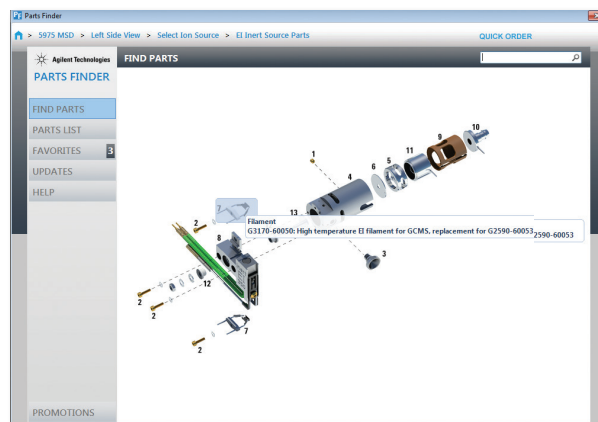 Parts Finder
> 5975 MSD > Left Side View > Select Ion Source > EI Inert Source Parts
QUICK ORDER
Agilent Technologies
PARTS FINDER
FIND PARTS
FIND PARTS
PARTS LIST
FAVORITES 3
UPDATES
HELP
PROMOTIONS
10
9
1
11
5
6
4
13
2
7
Filament
G3170-60050: High temperature EI filament for GCMS, replacement for G2590-60053
2590-60053
8
3
12
2
2
7
2